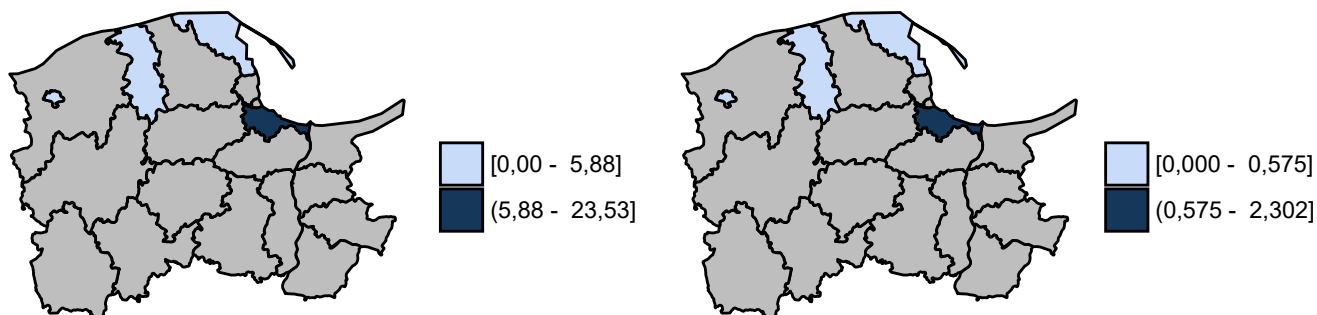 [0,00 - 5,88]
(5,88 - 23,53]
[0,000 - 0,575]
(0,575 - 2,302]